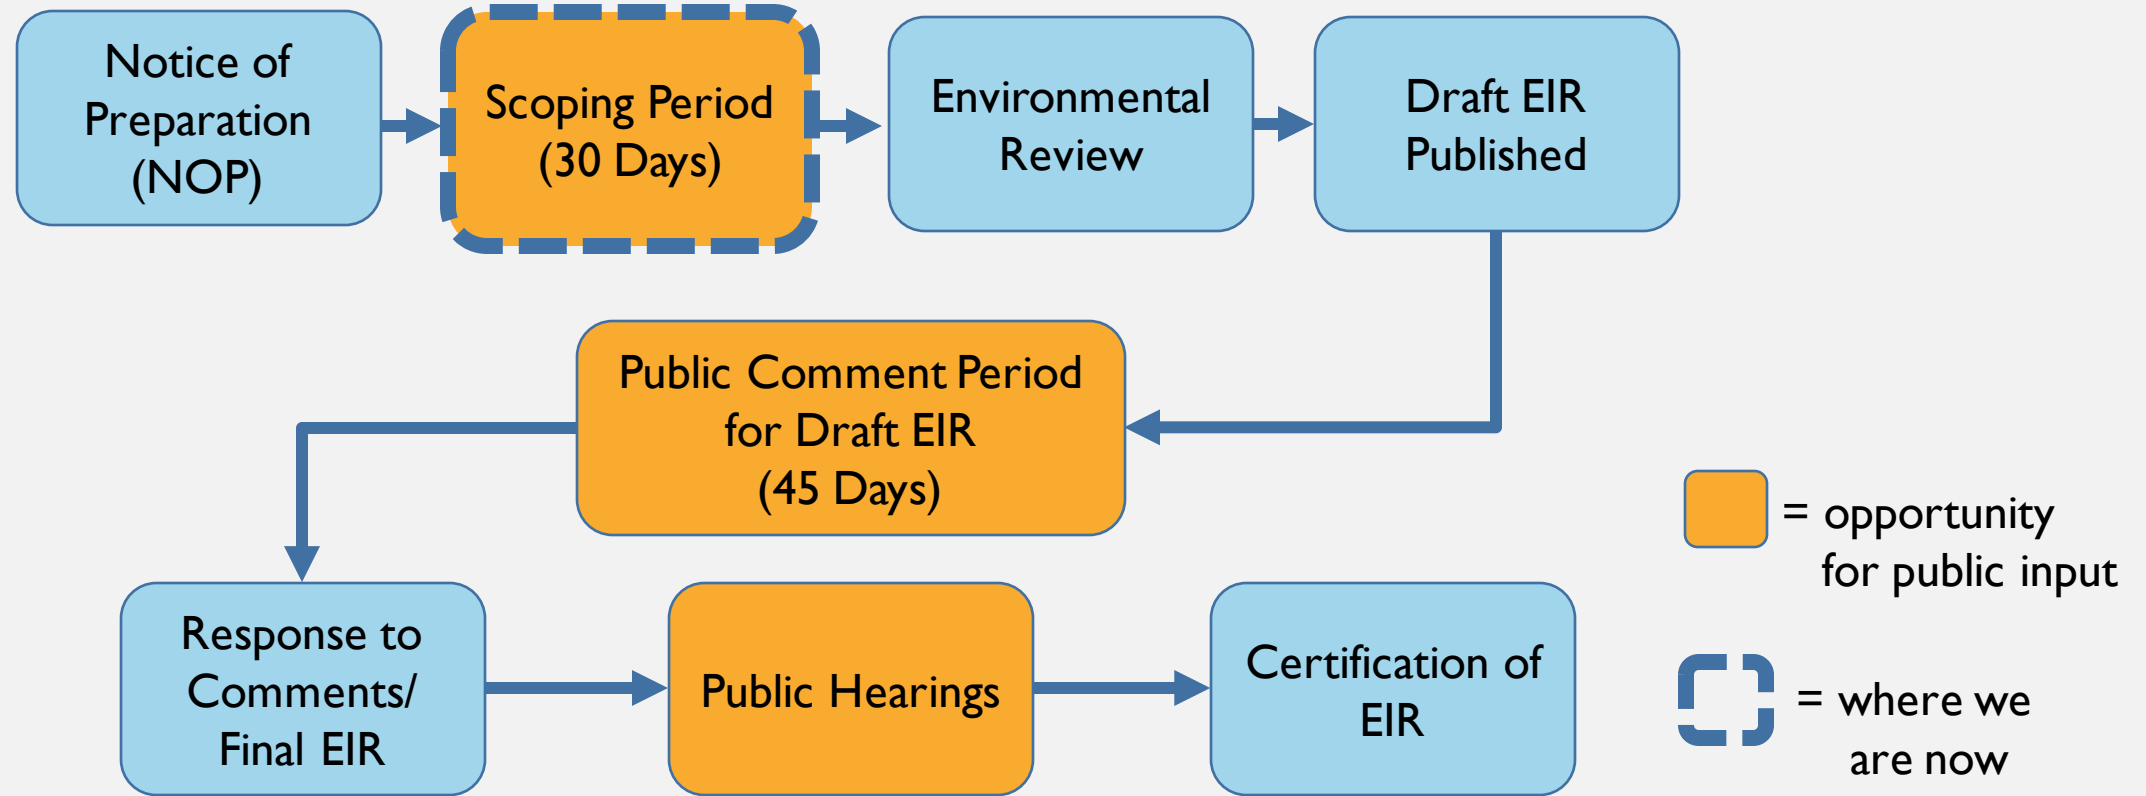 Notice of
Preparation
(NOP)
Scoping Period
(30 Days)
Environmental
Review
Draft EIR
Published
Public Comment Period
for Draft EIR
(45 Days)
Response to
Comments/
Final EIR
Public Hearings
Certification of
EIR
= opportunity
for public input
= where we
are now